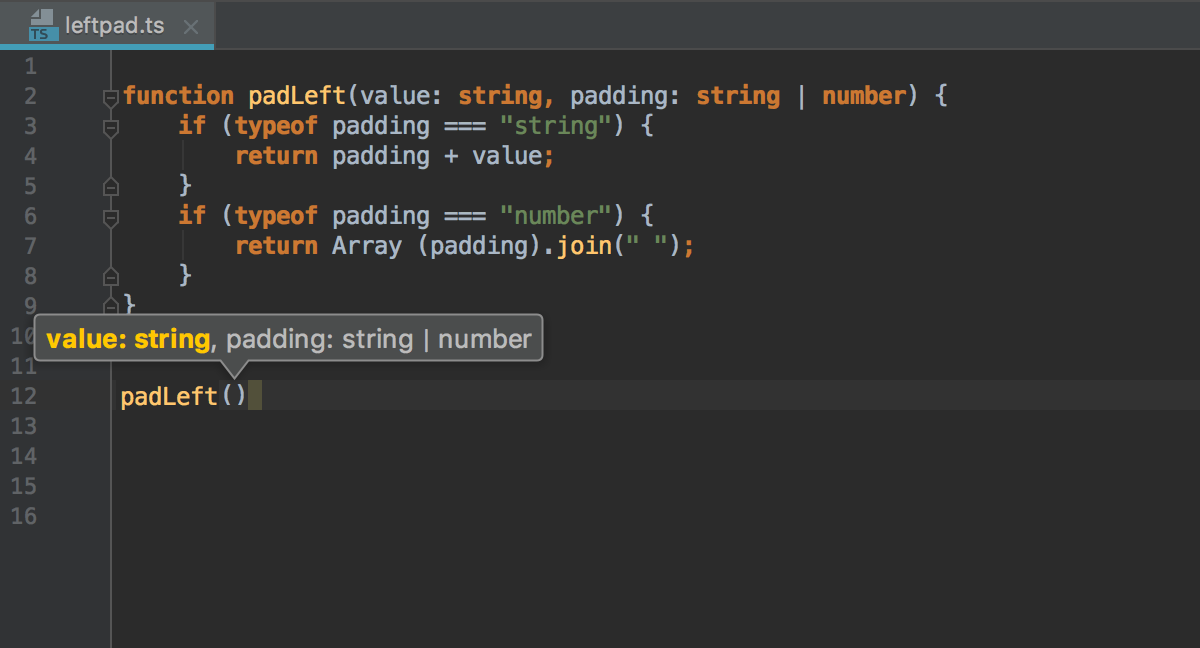 TS leftpad.ts
1
2 function padLeft(value: string, padding: string | number) {
3 if (typeof padding === "string") {
4 return padding + value;
5 }
6 if (typeof padding === "number") {
7 return Array (padding).join(" ");
8 }
9 }
10 value: string, padding: string | number
11
12 padLeft()
13
14
15
16